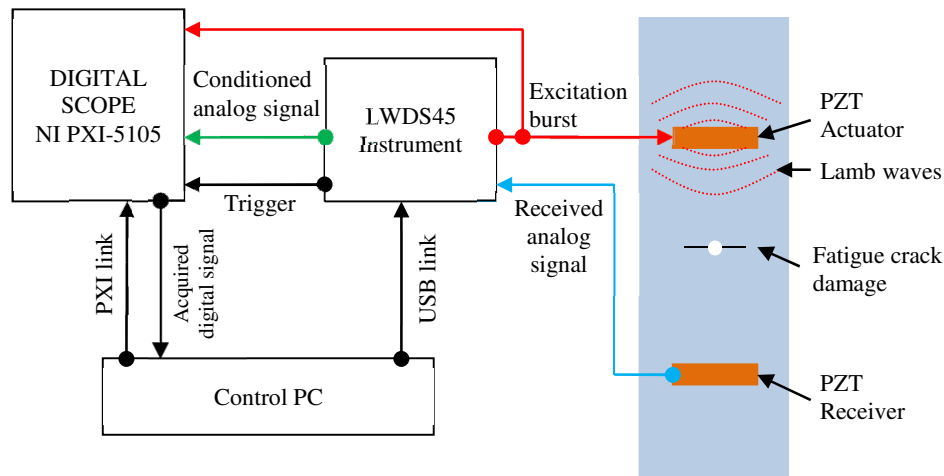 DIGITAL
SCOPE
NI PXI-5105
Conditioned
analog signal
LWDS45
Instrument
Trigger
Excitation
burst
Received
analog
signal
PZT
Actuator
Lamb waves
Fatigue crack
damage
PZT
Receiver
PXI link
Acquired
digital signal
USB link
Control PC